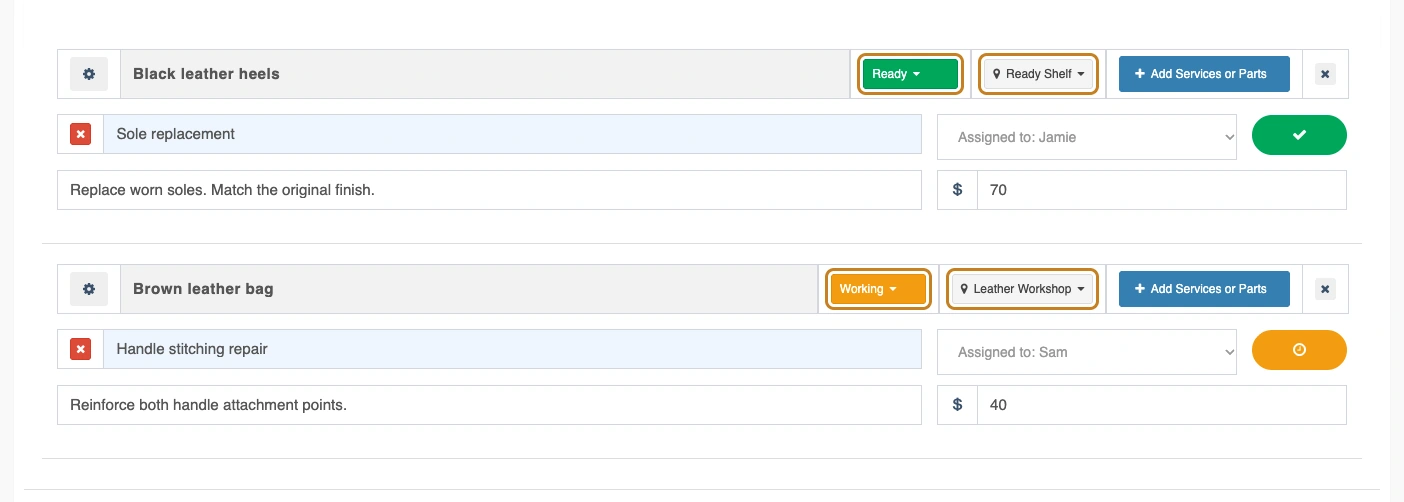 Black leather heels
Ready
Ready Shelf
+ Add Services or Parts
Sole replacement
Assigned to: Jamie
Replace worn soles. Match the original finish.
$ 70
Brown leather bag
Working
Leather Workshop
+ Add Services or Parts
Handle stitching repair
Assigned to: Sam
Reinforce both handle attachment points.
$ 40